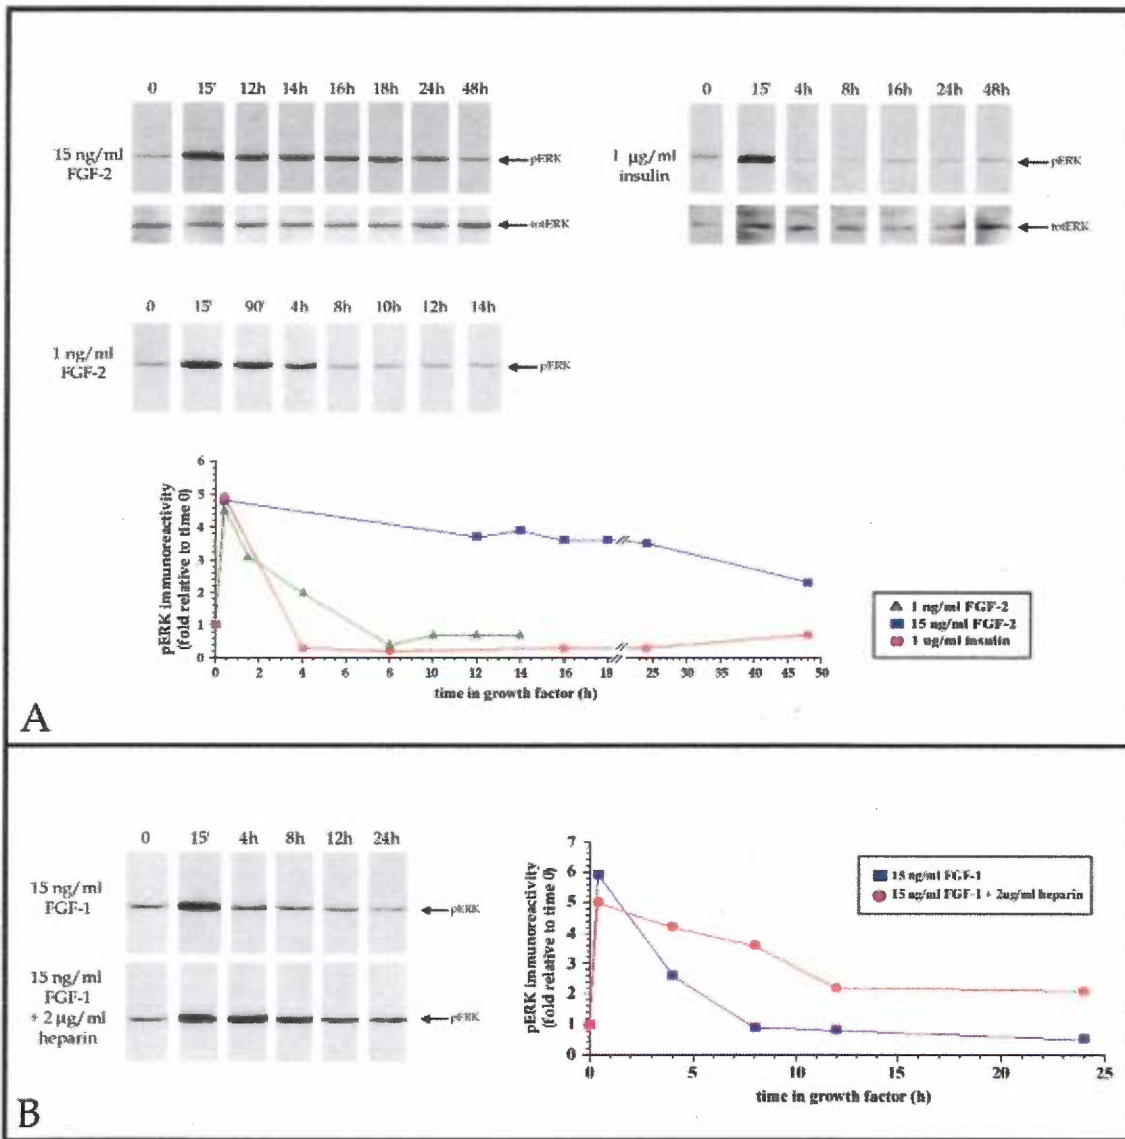 0 15' 12h 14h 16h 18h 24h 48h
15 ng/ml
FGF-2
pERK
totERK
0 15' 4h 8h 16h 24h 48h
1 µg/ml
insulin
pERK
totERK
0 15' 90' 4h 8h 10h 12h 14h
1 ng/ml
FGF-2
pERK
pERK immunoreactivity
(fold relative to time 0)
6
5
4
3
2
1
0
0 2 4 6 8 10 12 14 16 18 25 30 35 40 45 50
time in growth factor (h)
1 ng/ml FGF-2
15 ng/ml FGF-2
1 ug/ml insulin
A
0 15' 4h 8h 12h 24h
15 ng/ml
FGF-1
pERK
15 ng/ml
FGF-1
+ 2 µg/ml
heparin
pERK
pERK immunoreactivity
(fold relative to time 0)
7
6
5
4
3
2
1
0
0 5 10 15 20 25
time in growth factor (h)
15 ng/ml FGF-1
15 ng/ml FGF-1 + 2ug/ml heparin
B